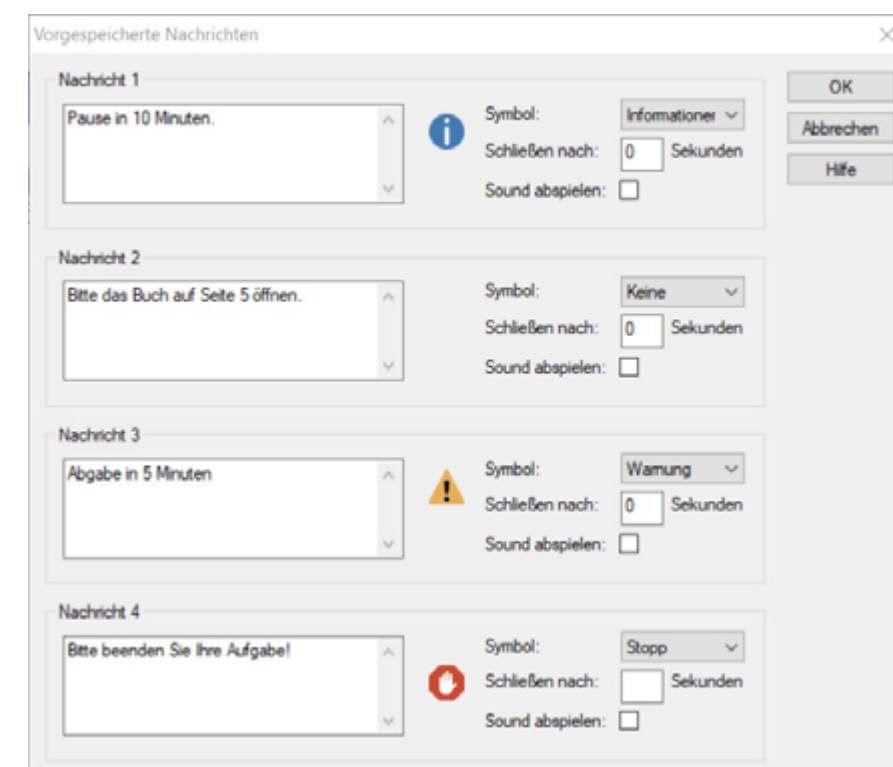 Vorgespeicherte Nachrichten
Nachricht 1
Pause in 10 Minuten.
Symbol: Informationer
Schließen nach: 0 Sekunden
Sound abspielen:
OK
Abbrechen
Hilfe
Nachricht 2
Bitte das Buch auf Seite 5 öffnen.
Symbol: Keine
Schließen nach: 0 Sekunden
Sound abspielen:
Nachricht 3
Abgabe in 5 Minuten
Symbol: Warnung
Schließen nach: 0 Sekunden
Sound abspielen:
Nachricht 4
Bitte beenden Sie Ihre Aufgabe!
Symbol: Stopp
Schließen nach: Sekunden
Sound abspielen: